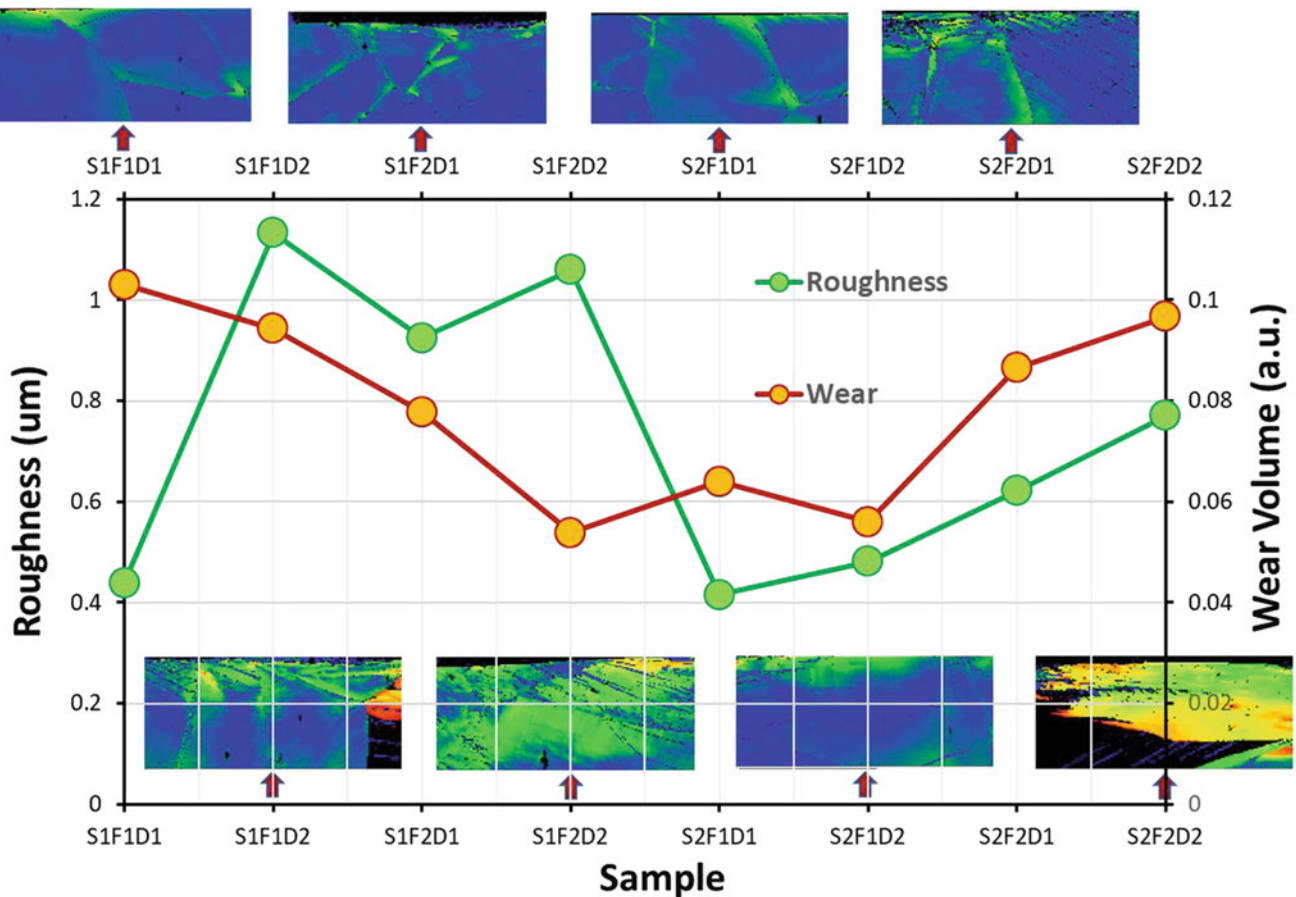 S1F1D1 S1F1D2 S1F2D1 S1F2D2 S2F1D1 S2F1D2 S2F2D1 S2F2D2
1.2 0.12
Roughness
1 0.1
Wear
0.8 0.08
0.6 0.06
0.4 0.04
0.2 0.02
0 0
Roughness (um)
Wear Volume (a.u.)
S1F1D1 S1F1D2 S1F2D1 S1F2D2 S2F1D1 S2F1D2 S2F2D1 S2F2D2
Sample